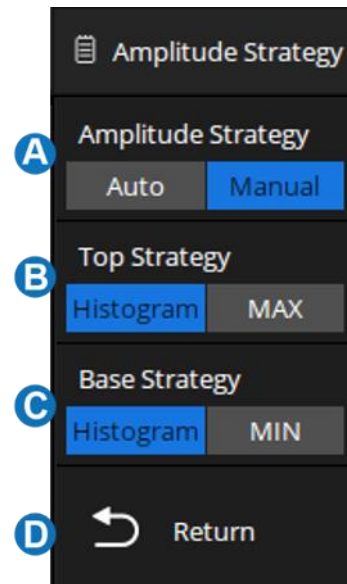 Amplitude Strategy
A
Amplitude Strategy
Auto Manual
B
Top Strategy
Histogram MAX
C
Base Strategy
Histogram MIN
D
Return